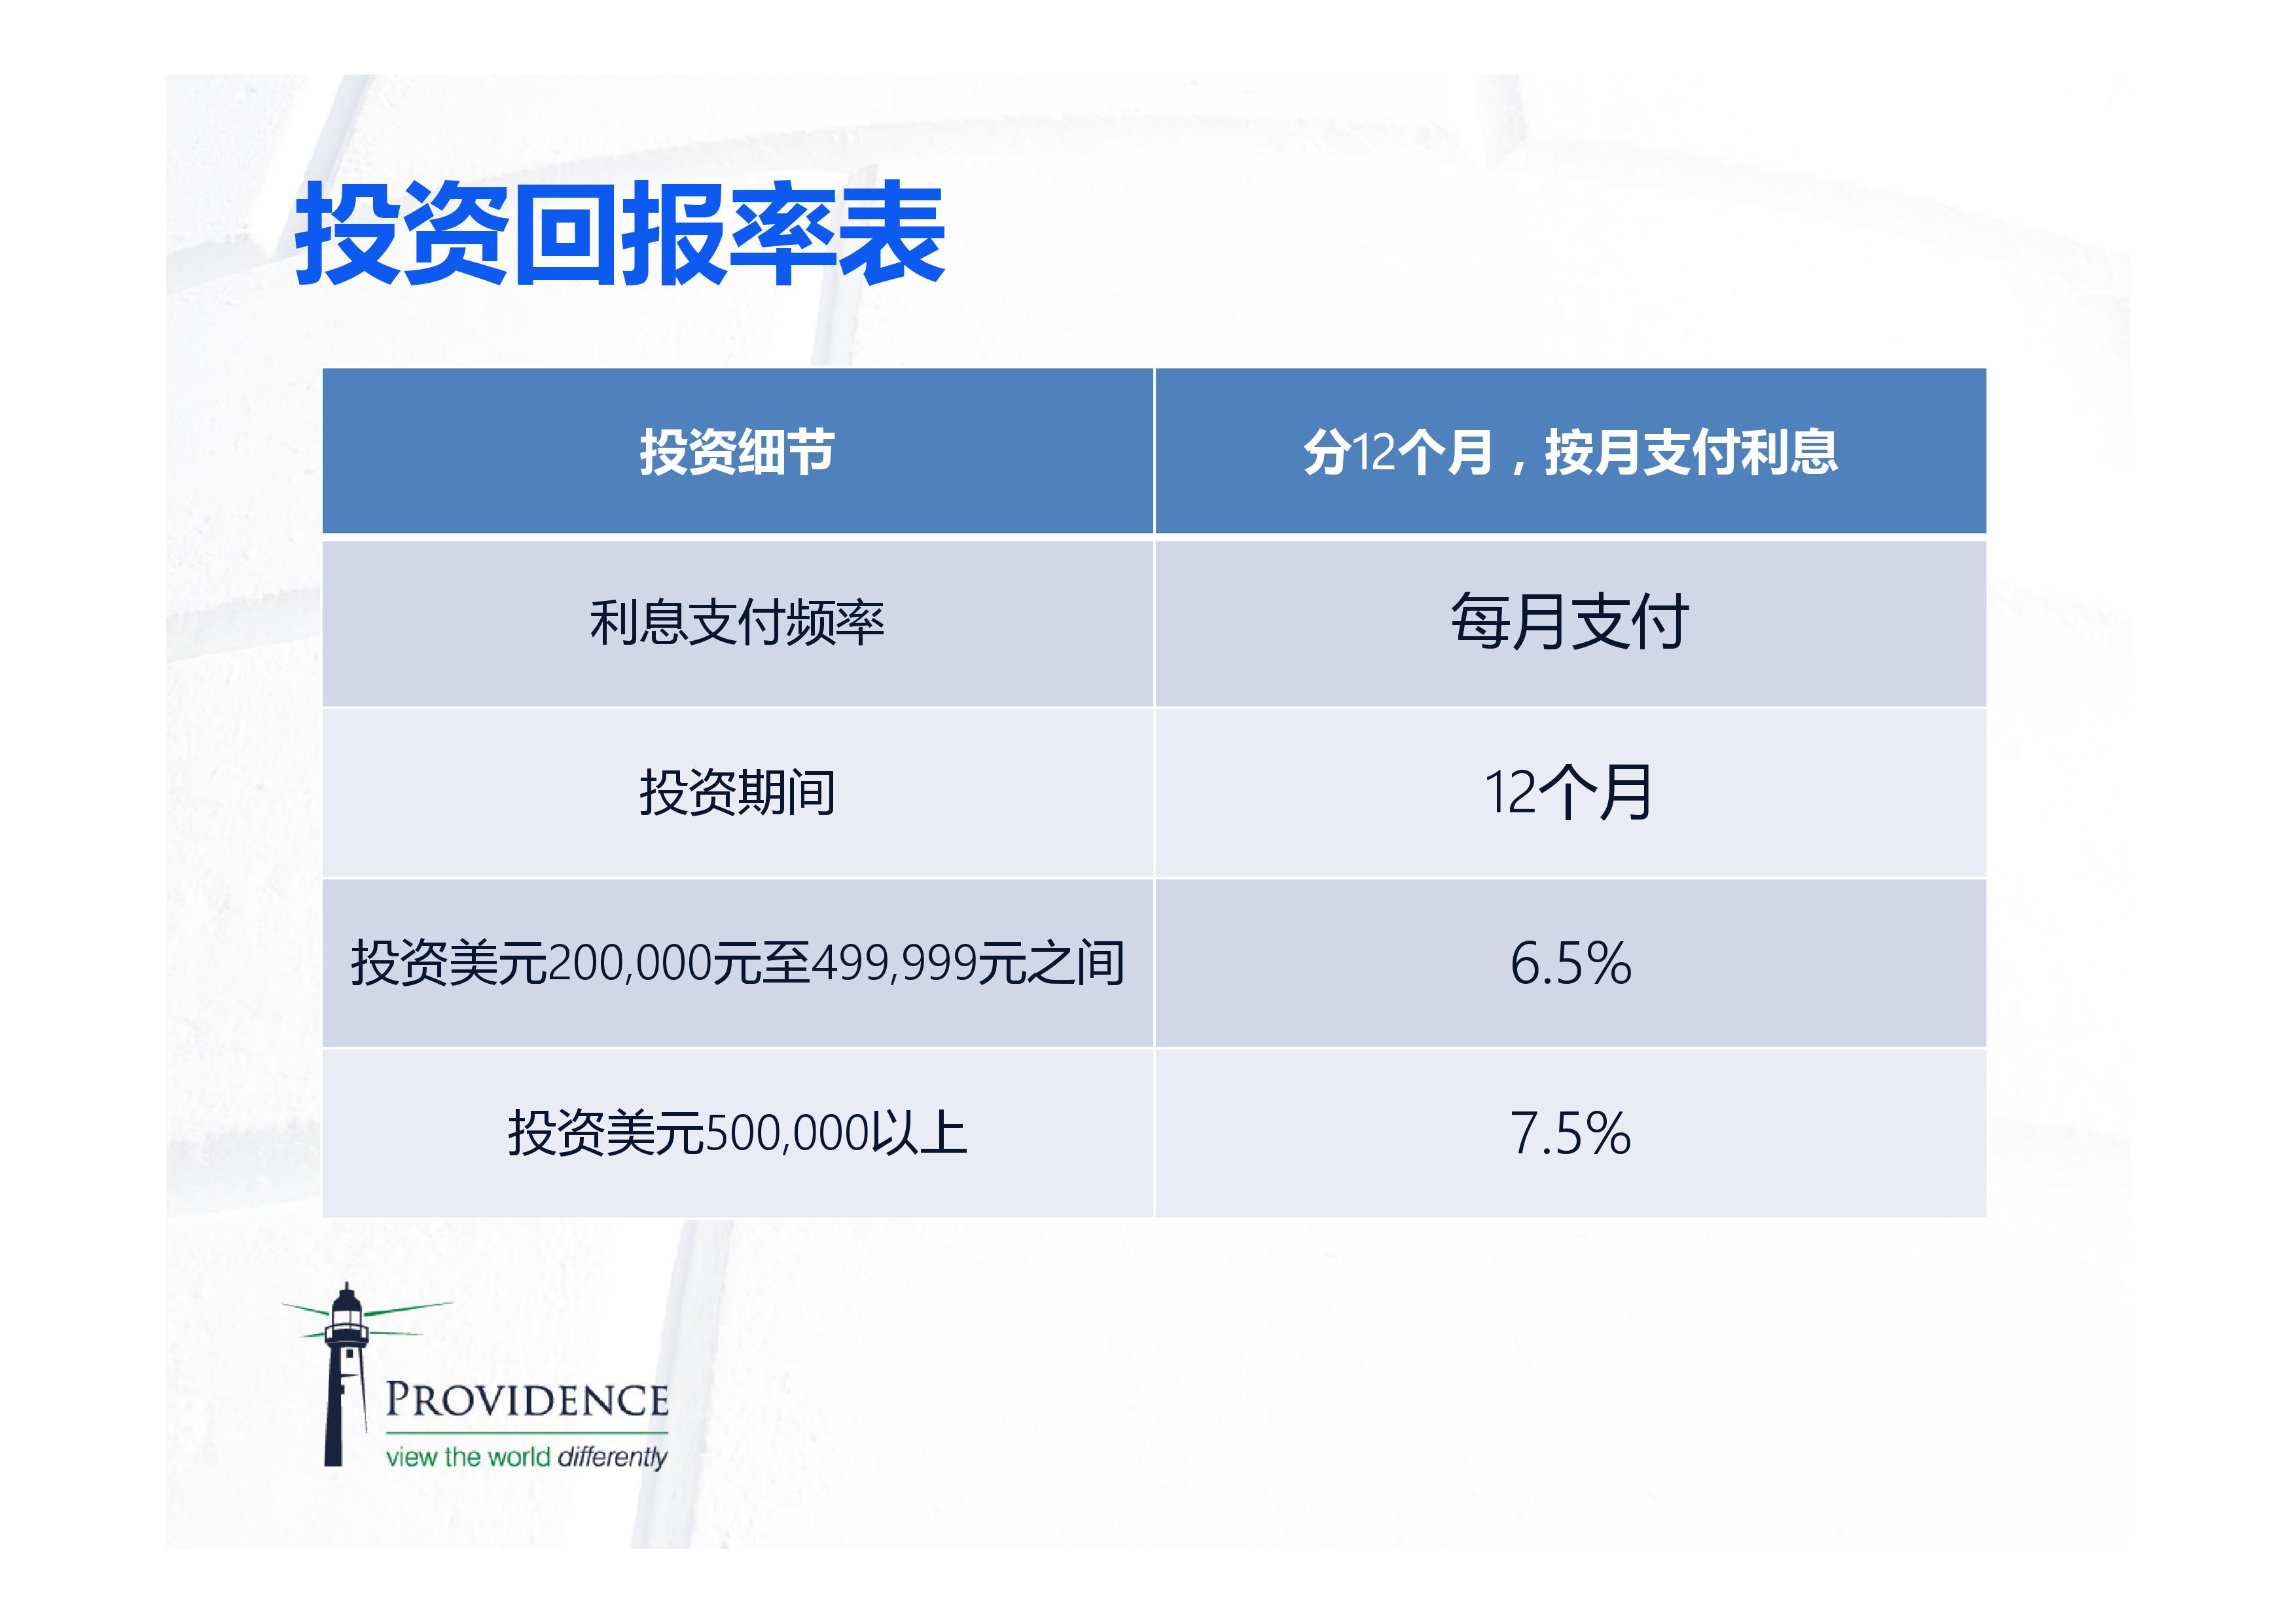 投资回报率表
投资细节
分12个月，按月支付利息
利息支付频率
每月支付
投资期间
12个月
投资美元200,000元至499,999元之间
6.5%
投资美元500,000以上
7.5%
PROVIDENCE
view the world differently